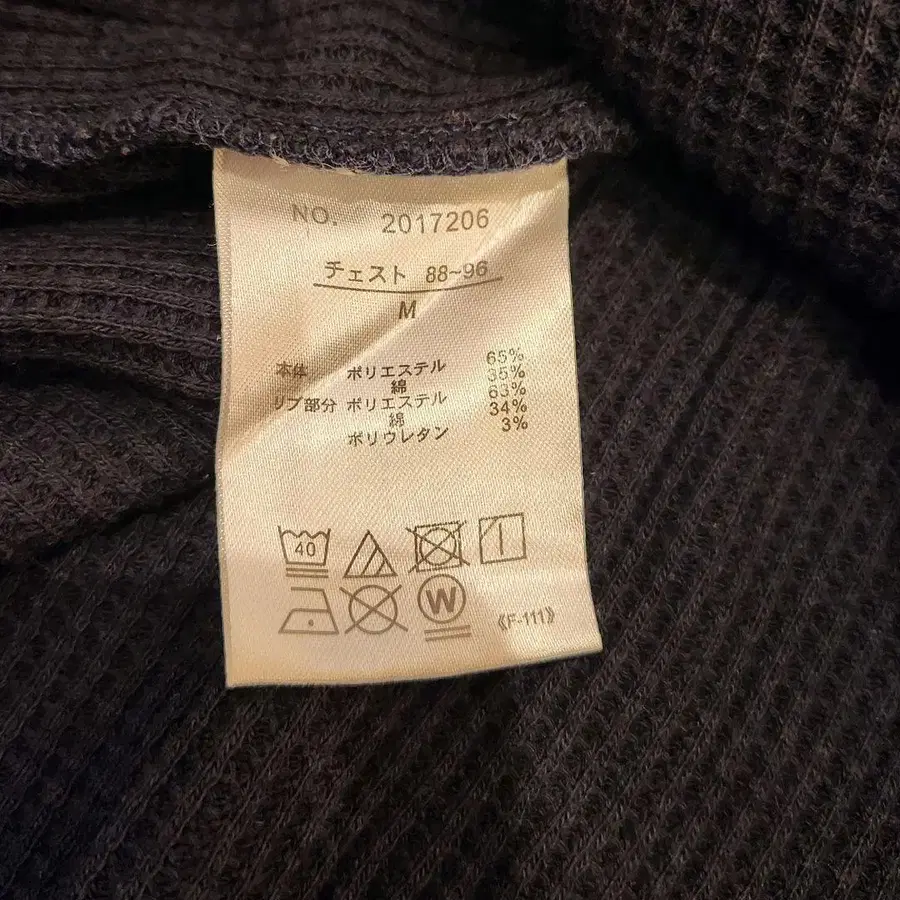 NO. 2017206
チェスト 88~96
M
本体 ポリエステル 65%
綿 35%
リブ部分 ポリエステル 63%
綿 34%
ポリウレタン 3%
40
W
《F-111》